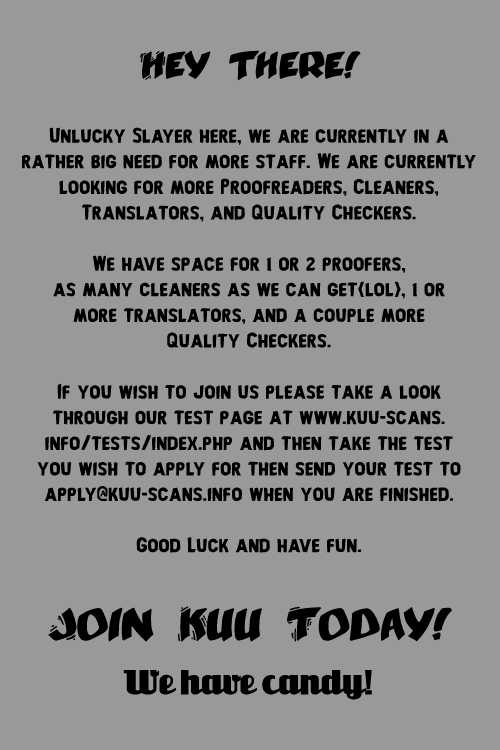 Hey There!
Unlucky Slayer here, we are currently in a
rather big need for more staff. We are currently
looking for more Proofreaders, Cleaners,
Translators, and Quality Checkers.
We have space for 1 or 2 proofers,
as many cleaners as we can get(lol), 1 or
more translators, and a couple more
Quality Checkers.
If you wish to join us please take a look
through our test page at www.kuu-scans.
info/tests/index.php and then take the test
you wish to apply for then send your test to
apply@kuu-scans.info when you are finished.
Good Luck and have fun.
Join Kuu Today!
We have candy!